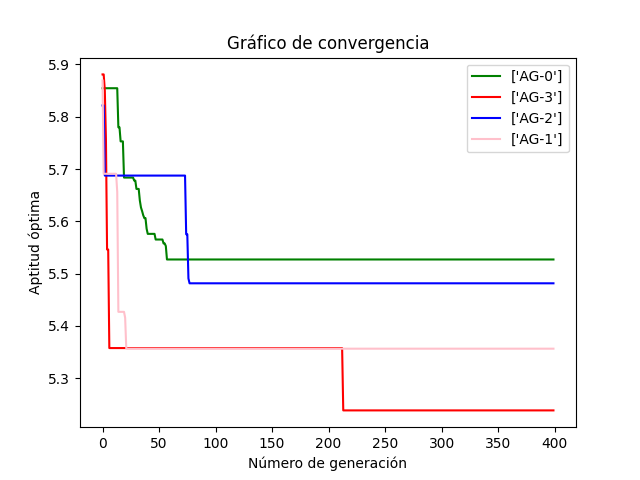 Gráfico de convergencia
['AG-0']
['AG-3']
['AG-2']
['AG-1']
Aptitud óptima
5.9
5.8
5.7
5.6
5.5
5.4
5.3
0 50 100 150 200 250 300 350 400
Número de generación